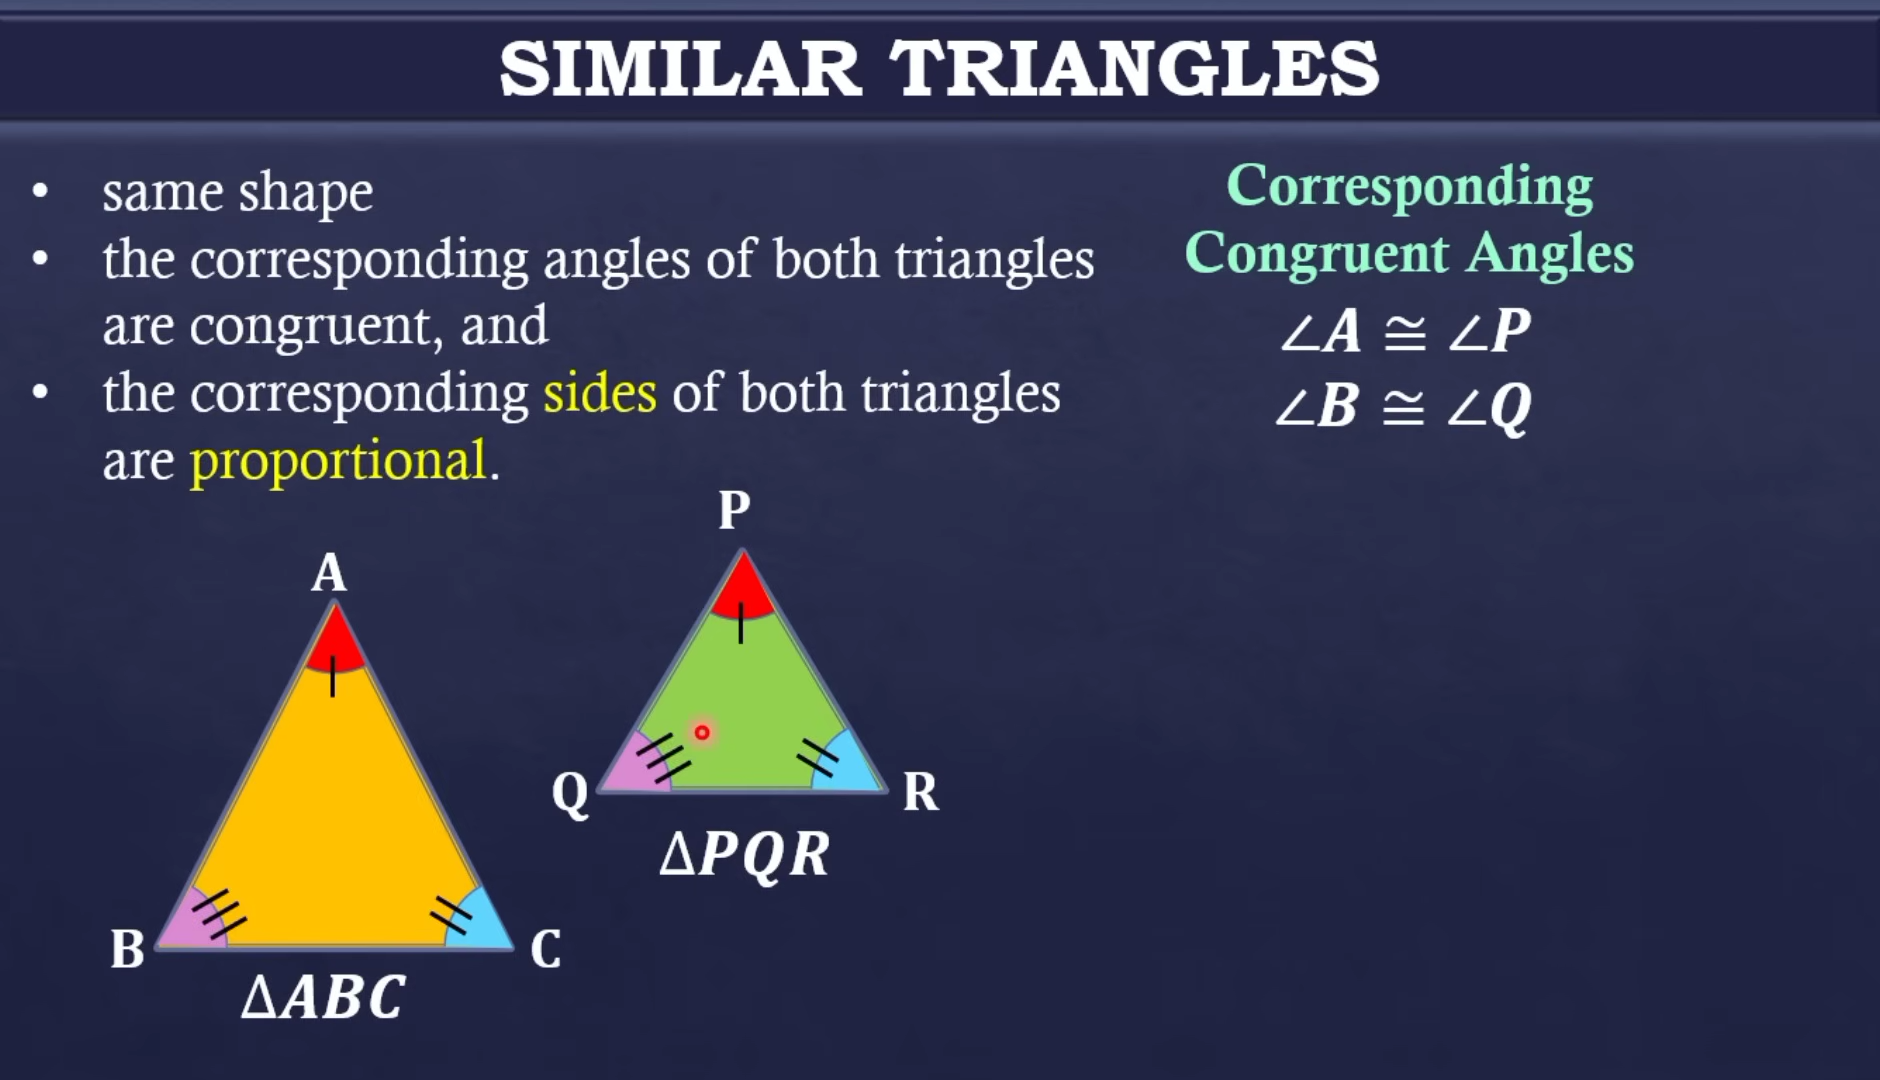 SIMILAR TRIANGLES
• same shape
• the corresponding angles of both triangles
are congruent, and
• the corresponding sides of both triangles
are proportional.
Corresponding
Congruent Angles
∠A ≅ ∠P
∠B ≅ ∠Q
A
B
C
ΔABC
P
Q
R
ΔPQR